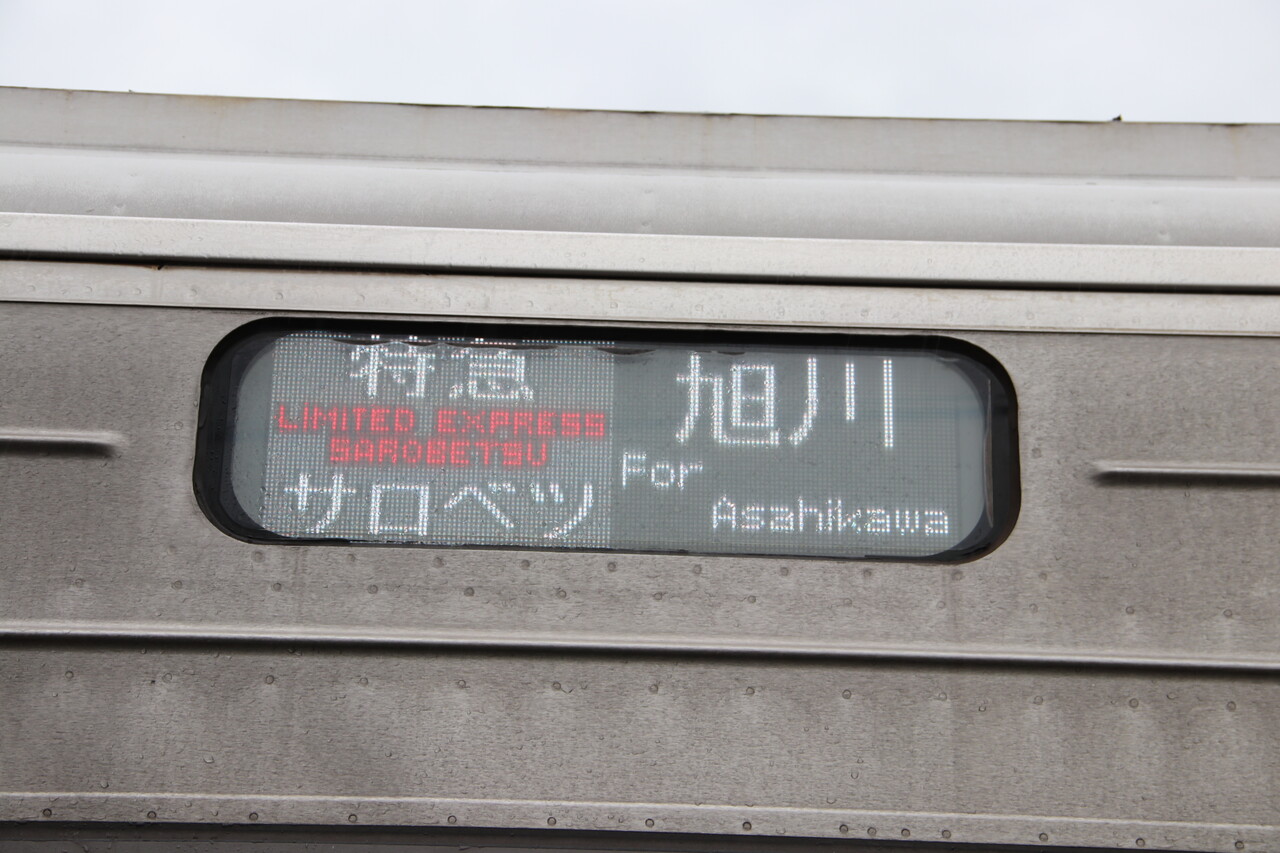 特急
LIMITED EXPRESS
SAROBETSU
サロベツ
旭川
For
Asahikawa